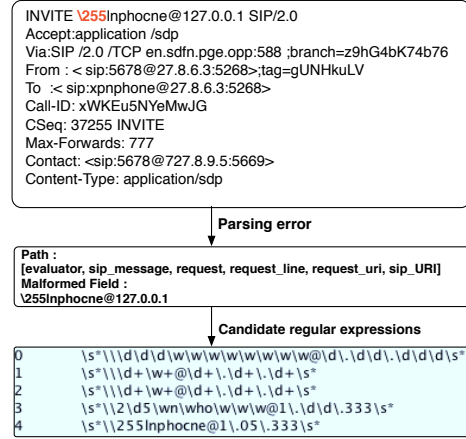 INVITE \255lnphocne@127.0.0.1 SIP/2.0
Accept:application /sdp
Via:SIP /2.0 /TCP en.sdfn.pge.opp:588 ;branch=z9hG4bK74b76
From : < sip:5678@27.8.6.3:5268>;tag=gUNHkuLV
To :< sip:xpnphone@27.8.6.3:5268>
Call-ID: xWKEu5NYeMwJG
CSeq: 37255 INVITE
Max-Forwards: 777
Contact: <sip:5678@727.8.9.5:5669>
Content-Type: application/sdp
Parsing error
Path :
[evaluator, sip_message, request, request_line, request_uri, sip_URI]
Malformed Field :
\255lnphocne@127.0.0.1
Candidate regular expressions
0 \s*\\\d\d\d\w\w\w\w\w\w\w\w@\d\.\d\d\.\d\d\d\s*
1 \s*\\\d+\w+@\d+\.\d+\.\d+\s*
2 \s*\\\d+\w+@\d+\.\d+\.\d+\s*
3 \s*\\2\d5\wn\who\w\w\w@1\.\d\d\.333\s*
4 \s*\\255lnphocne@1\.05\.333\s*